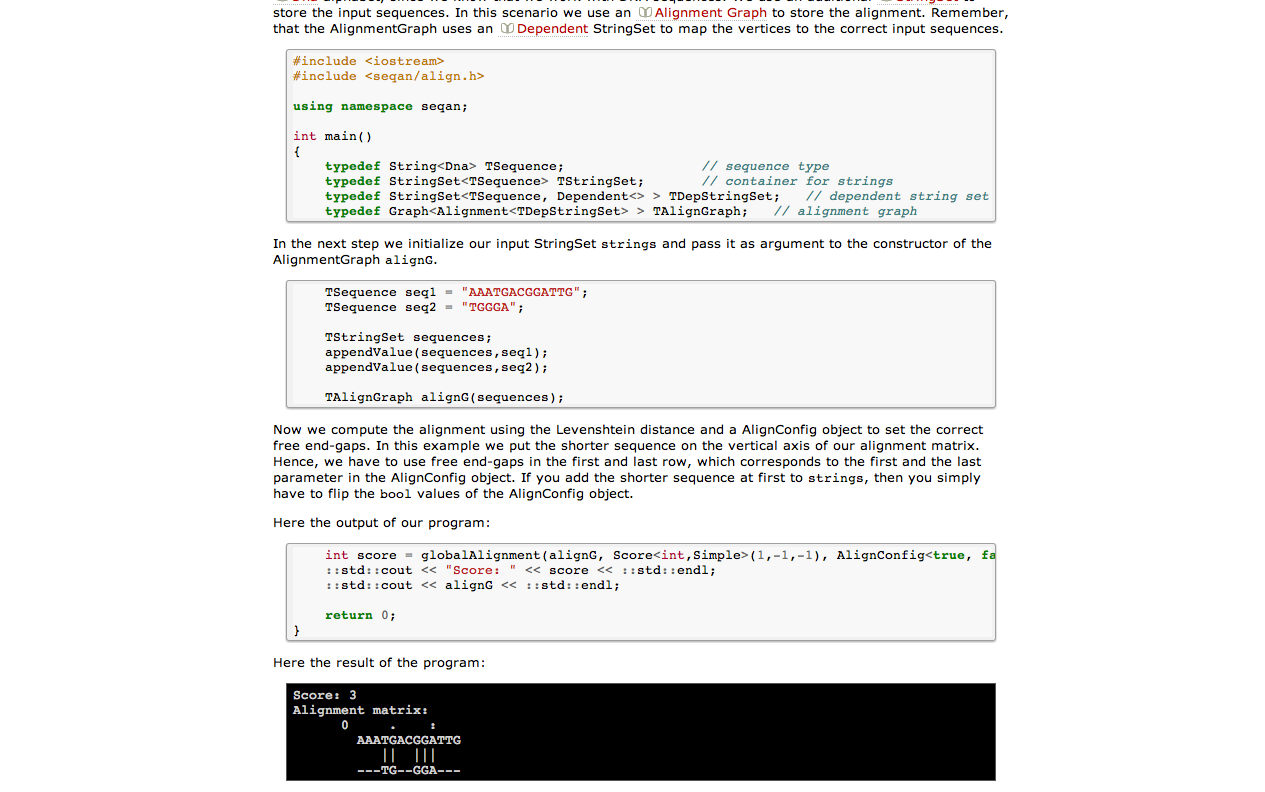 store the input sequences. In this scenario we use an Alignment Graph to store the alignment. Remember,
that the AlignmentGraph uses an Dependent StringSet to map the vertices to the correct input sequences.
#include <iostream>
#include <seqan/align.h>
using namespace seqan;
int main()
{
typedef String<Dna> TSequence; // sequence type
typedef StringSet<TSequence> TStringSet; // container for strings
typedef StringSet<TSequence, Dependent<> > TDepStringSet; // dependent string set
typedef Graph<Alignment<TDepStringSet> > TAlignGraph; // alignment graph
In the next step we initialize our input StringSet strings and pass it as argument to the constructor of the
AlignmentGraph alignG.
TSequence seq1 = "AAATGACGGATTG";
TSequence seq2 = "TGGGA";
TStringSet sequences;
appendValue(sequences,seq1);
appendValue(sequences,seq2);
TAlignGraph alignG(sequences);
Now we compute the alignment using the Levenshtein distance and a AlignConfig object to set the correct
free end-gaps. In this example we put the shorter sequence on the vertical axis of our alignment matrix.
Hence, we have to use free end-gaps in the first and last row, which corresponds to the first and the last
parameter in the AlignConfig object. If you add the shorter sequence at first to strings, then you simply
have to flip the bool values of the AlignConfig object.
Here the output of our program:
int score = globalAlignment(alignG, Score<int,Simple>(1,-1,-1), AlignConfig<true, fa
::std::cout << "Score: " << score << ::std::endl;
::std::cout << alignG << ::std::endl;
return 0;
}
Here the result of the program:
Score: 3
Alignment matrix:
0 . :
AAATGACGGATTG
|| |||
---TG--GGA---